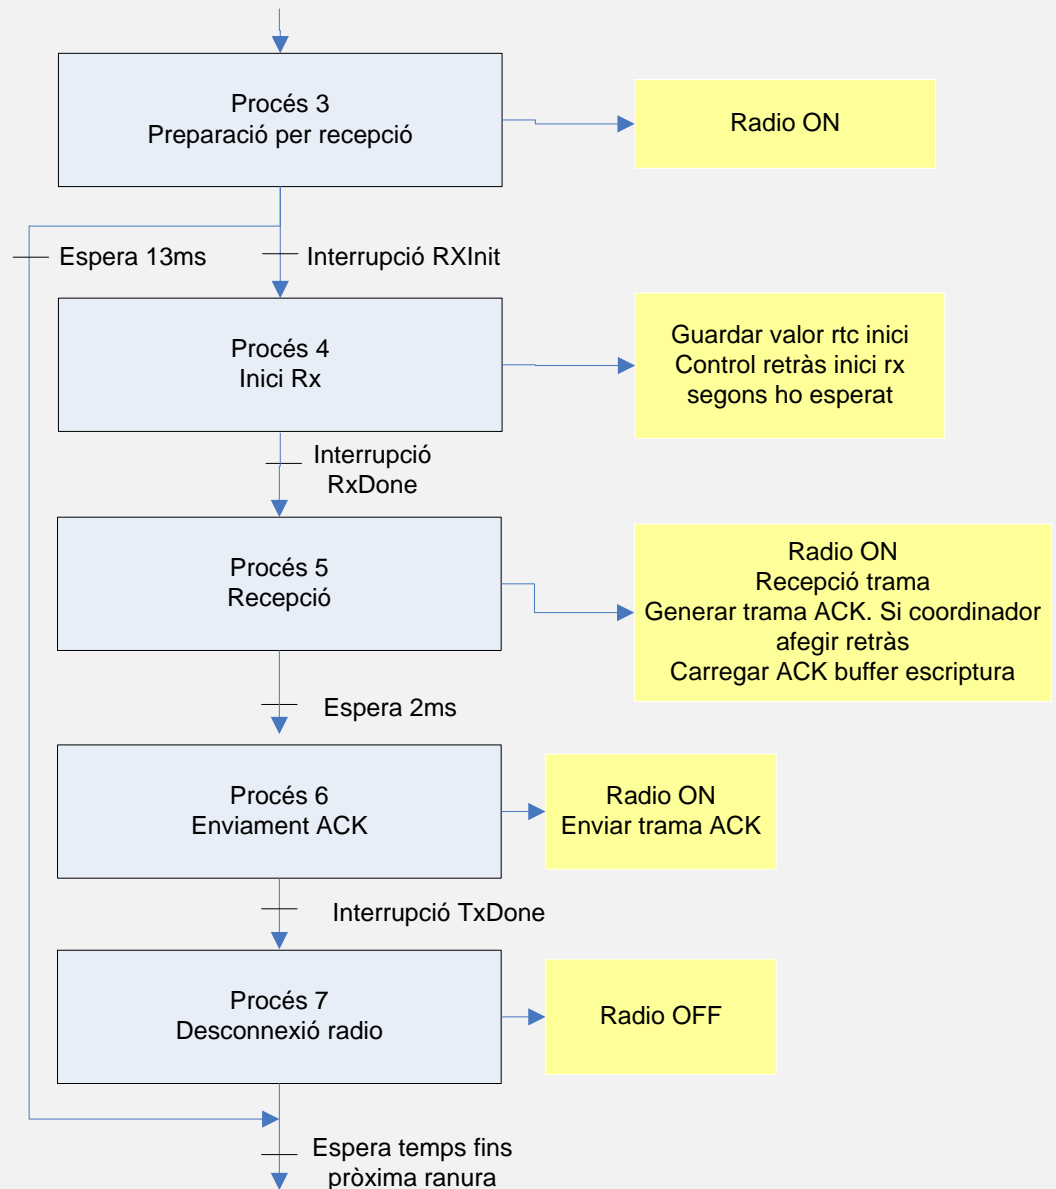 Procés 3
Preparació per recepció
Radio ON
Espera 13ms
Interrupció RXInit
Procés 4
Inici Rx
Guardar valor rtc inici
Control retràs inici rx
segons ho esperat
Interrupció
RxDone
Procés 5
Recepció
Radio ON
Recepció trama
Generar trama ACK. Si coordinador
afegir retràs
Carregar ACK buffer escriptura
Espera 2ms
Procés 6
Enviament ACK
Radio ON
Enviar trama ACK
Interrupció TxDone
Procés 7
Desconnexió radio
Radio OFF
Espera temps fins
pròxima ranura